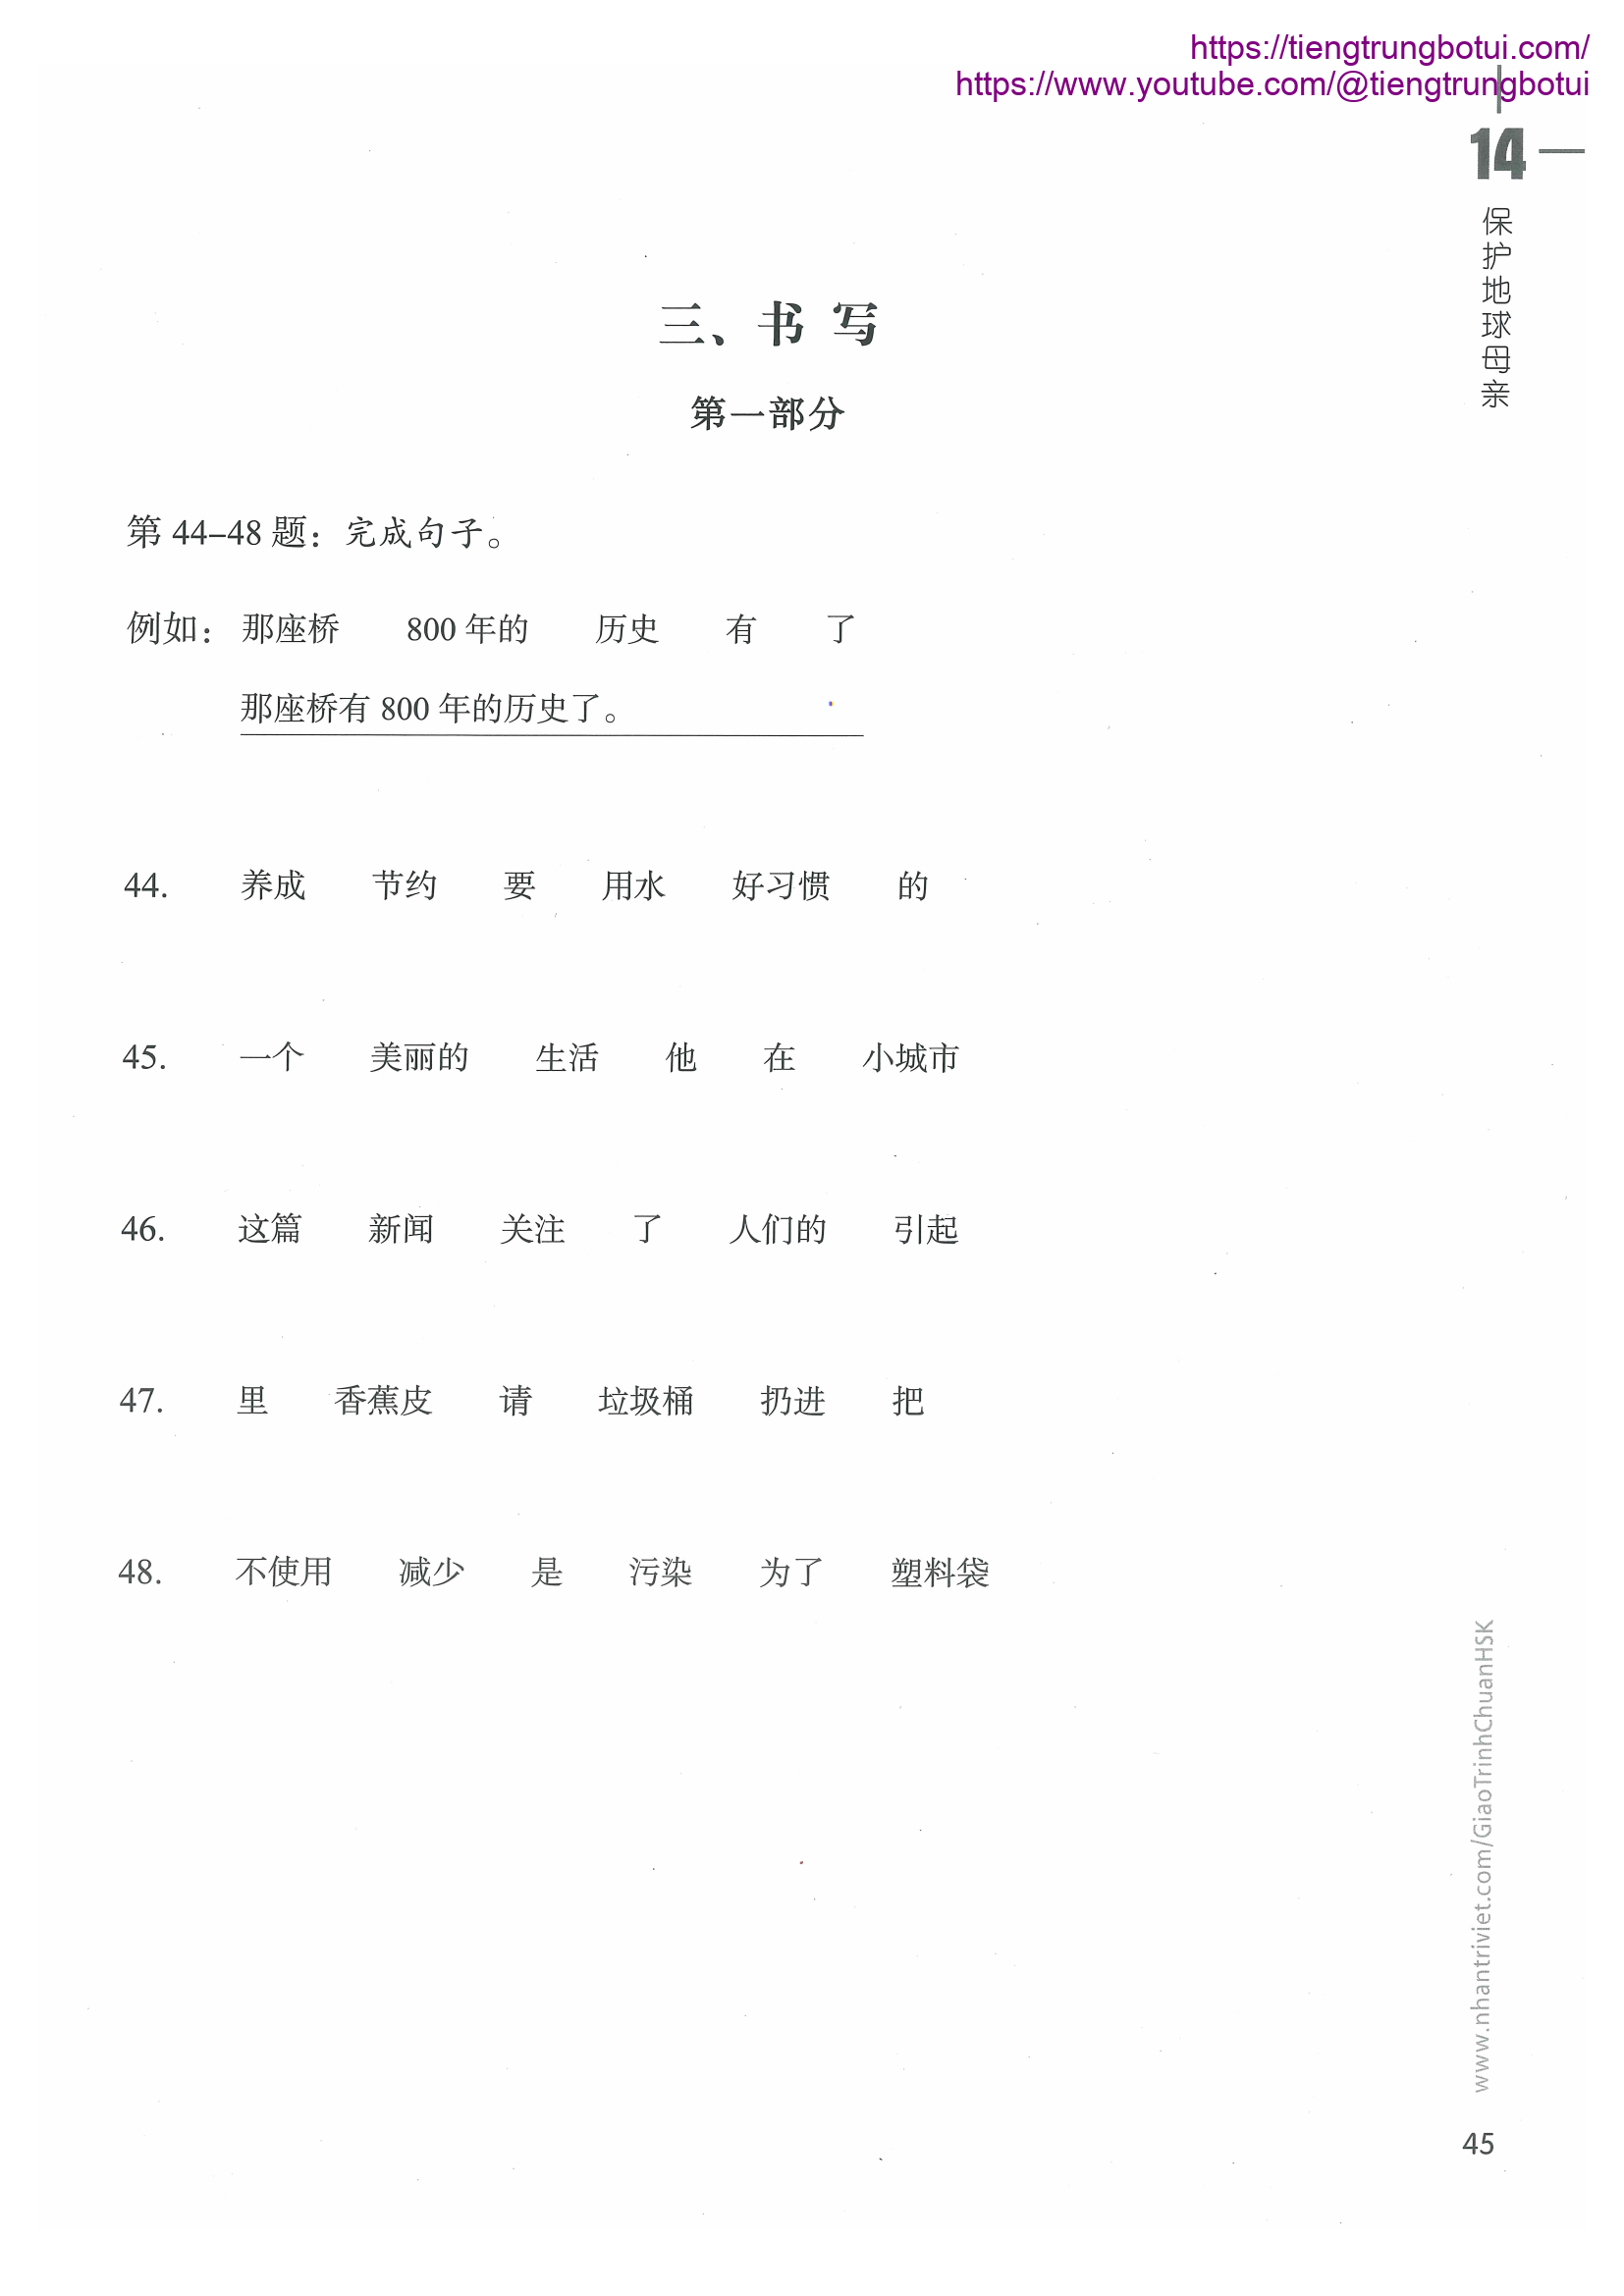 https://tiengtrungbotui.com/
https://www.youtube.com/@tiengtrungbotui
14
保护地球母亲
三、书 写
第一部分
第 44–48 题：完成句子。
例如： 那座桥 800 年的 历史 有 了
那座桥有 800 年的历史了。
44. 养成 节约 要 用水 好习惯 的
45. 一个 美丽的 生活 他 在 小城市
46. 这篇 新闻 关注 了 人们的 引起
47. 里 香蕉皮 请 垃圾桶 扔进 把
48. 不使用 减少 是 污染 为了 塑料袋
www.nhantriviet.com/GiaoTrinhChuanHSK
45